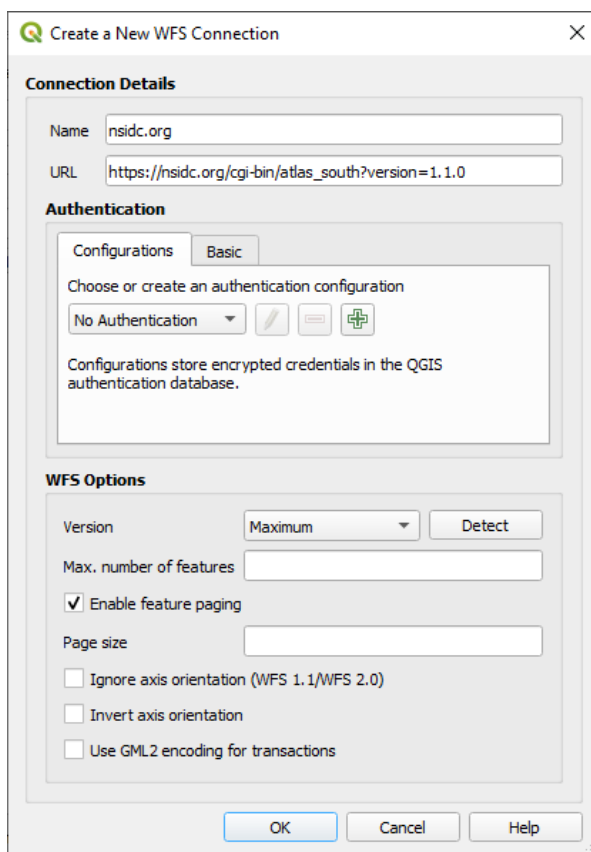 Create a New WFS Connection
Connection Details
Name nsidc.org
URL https://nsidc.org/cgi-bin/atlas_south?version=1.1.0
Authentication
Configurations Basic
Choose or create an authentication configuration
No Authentication
Configurations store encrypted credentials in the QGIS
authentication database.
WFS Options
Version Maximum Detect
Max. number of features
Enable feature paging
Page size
Ignore axis orientation (WFS 1.1/WFS 2.0)
Invert axis orientation
Use GML2 encoding for transactions
OK Cancel Help